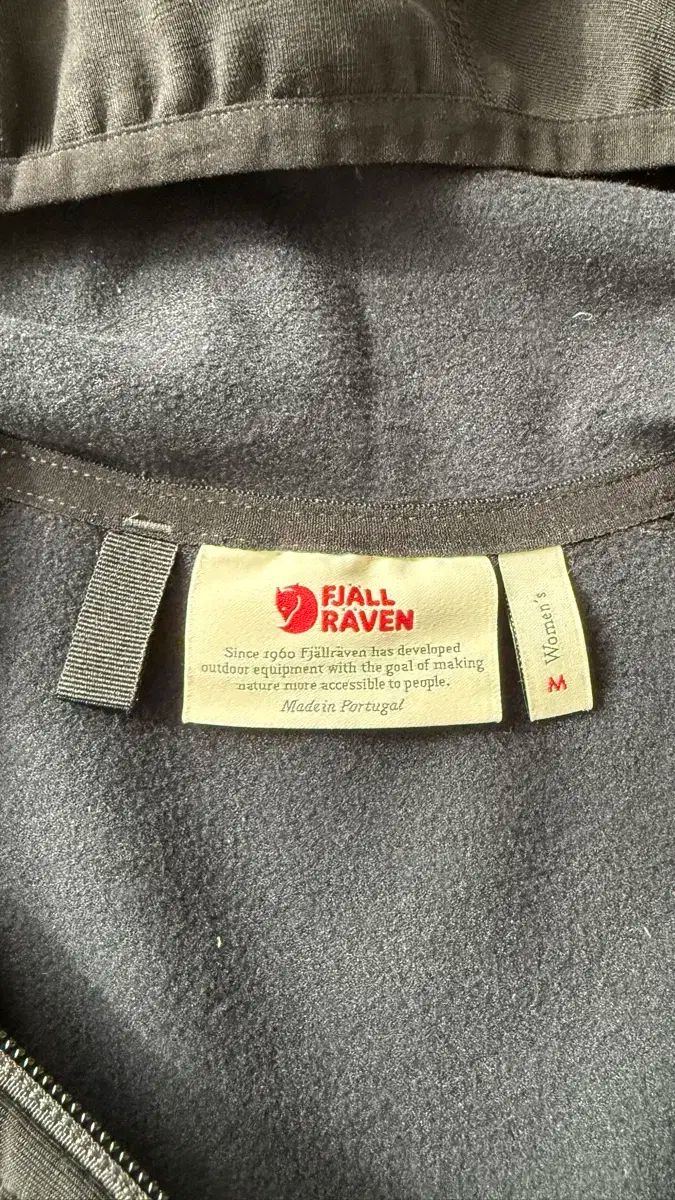 FJÄLL
RÄVEN
Since 1960 Fjällräven has developed
outdoor equipment with the goal of making
nature more accessible to people.
Made in Portugal
Women's
M